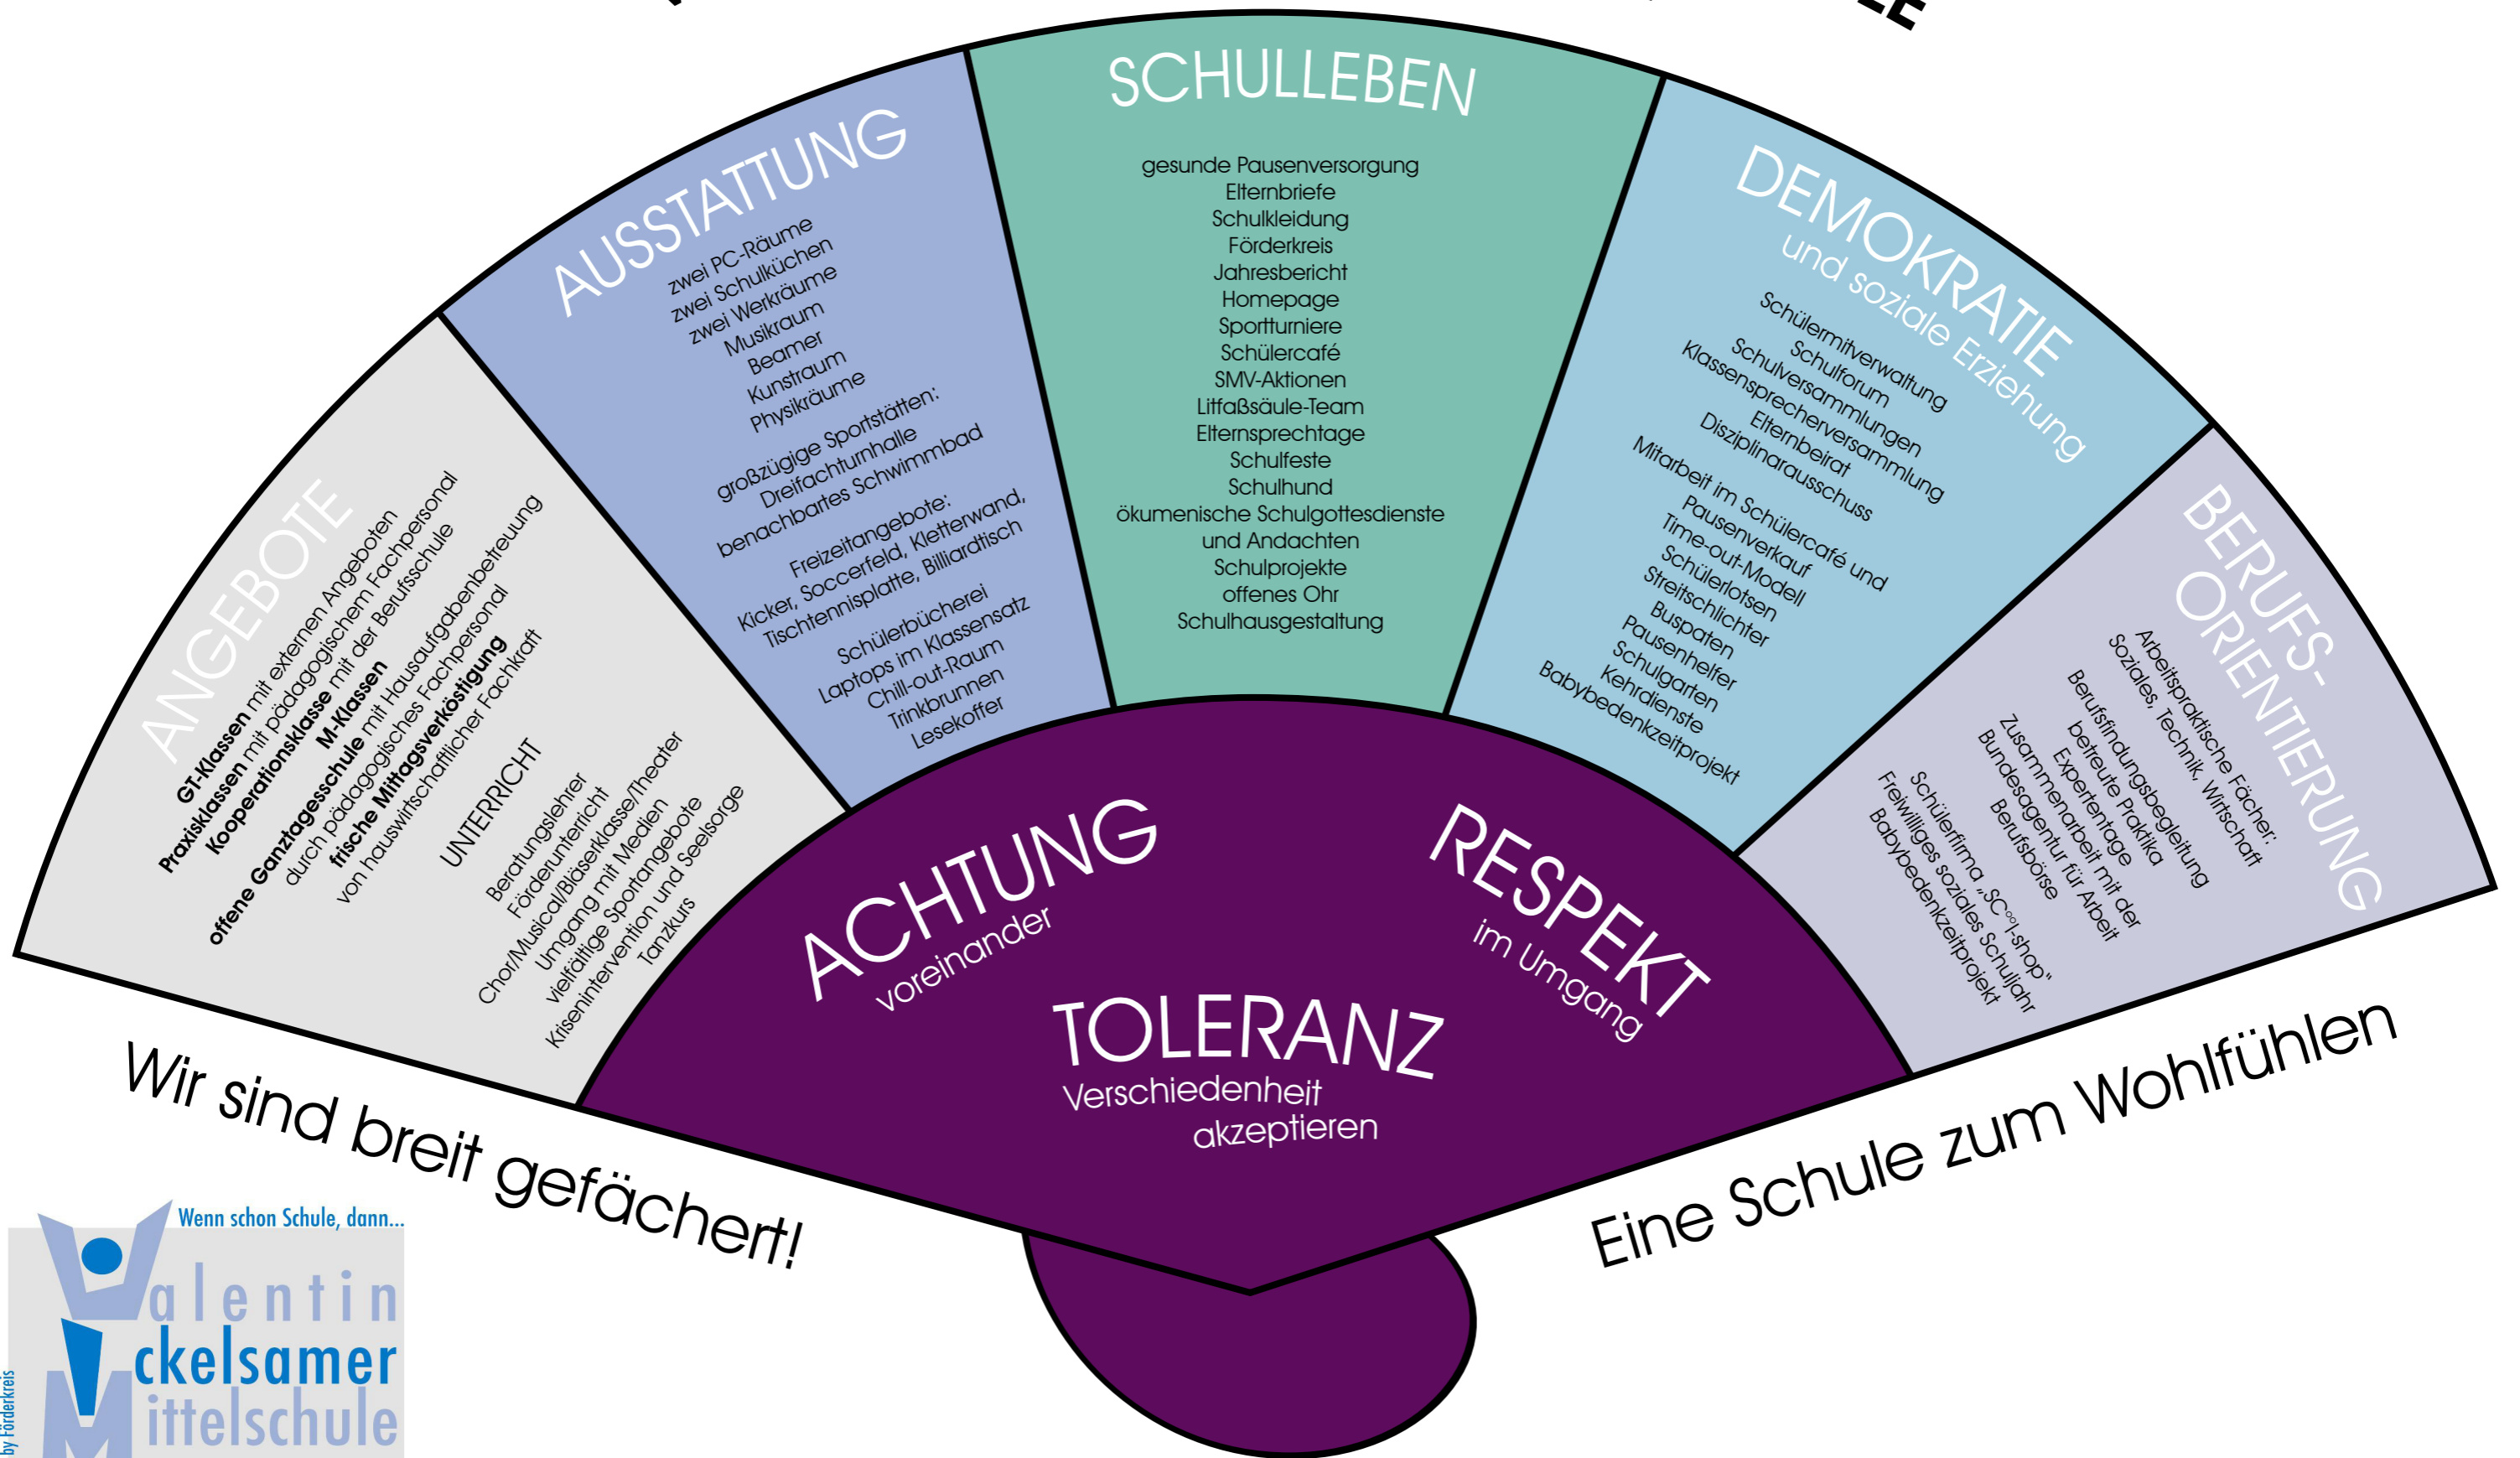 LE
ANGEBOTE
GT-Klassen mit externen Angeboten
Praxisklassen mit pädagogischem Fachpersonal
Kooperationsklasse mit der Berufsschule
M-Klassen
offene Ganztagesschule mit Hausaufgabenbetreuung
durch pädagogisches Fachpersonal
frische Mittagsverköstigung
von hauswirtschaftlicher Fachkraft
UNTERRICHT
Beratungslehrer
Förderunterricht
Chor/Musical/Bläserklasse/Theater
Umgang mit Medien
vielfältige Sportangebote
Krisenintervention und Seelsorge
Tanzkurs
AUSSTATTUNG
zwei PC-Räume
zwei Schulküchen
zwei Werkräume
Musikraum
Beamer
Kunstraum
Physikräume
großzügige Sportstätten:
Dreifachturnhalle
benachbartes Schwimmbad
Freizeitangebote:
Kicker, Soccerfeld, Kletterwand,
Tischtennisplatte, Billiardtisch
Schülerbücherei
Laptops im Klassensatz
Chill-out-Raum
Trinkbrunnen
Lesekoffer
SCHULLEBEN
gesunde Pausenversorgung
Elternbriefe
Schulkleidung
Förderkreis
Jahresbericht
Homepage
Sportturniere
Schülercafé
SMV-Aktionen
Litfaßsäule-Team
Elternsprechtage
Schulfeste
Schulhund
ökumenische Schulgottesdienste
und Andachten
Schulprojekte
offenes Ohr
Schulhausgestaltung
DEMOKRATIE
und soziale Erziehung
Schülermitverwaltung
Schulforum
Schulversammlungen
Klassensprecherversammlung
Elternbeirat
Disziplinarausschuss
Mitarbeit im Schülercafé und
Pausenverkauf
Time-out-Modell
Schülerlotsen
Streitschlichter
Buspaten
Pausenhelfer
Schulgarten
Kehrdienste
Babybedenkzeitprojekt
BERUFS-
ORIENTIERUNG
Arbeitspraktische Fächer:
Soziales, Technik, Wirtschaft
Berufsfindungsbegleitung
betreute Praktika
Expertentage
Zusammenarbeit mit der
Bundesagentur für Arbeit
Berufsbörse
Schülerfirma „SCool-shop“
Freiwilliges soziales Schuljahr
Babybedenkzeitprojekt
ACHTUNG
voreinander
RESPEKT
im Umgang
TOLERANZ
Verschiedenheit
akzeptieren
Wir sind breit gefächert!
Eine Schule zum Wohlfühlen
Wenn schon Schule, dann...
Valentin
Ickelsamer
Mittelschule
by Förderkreis